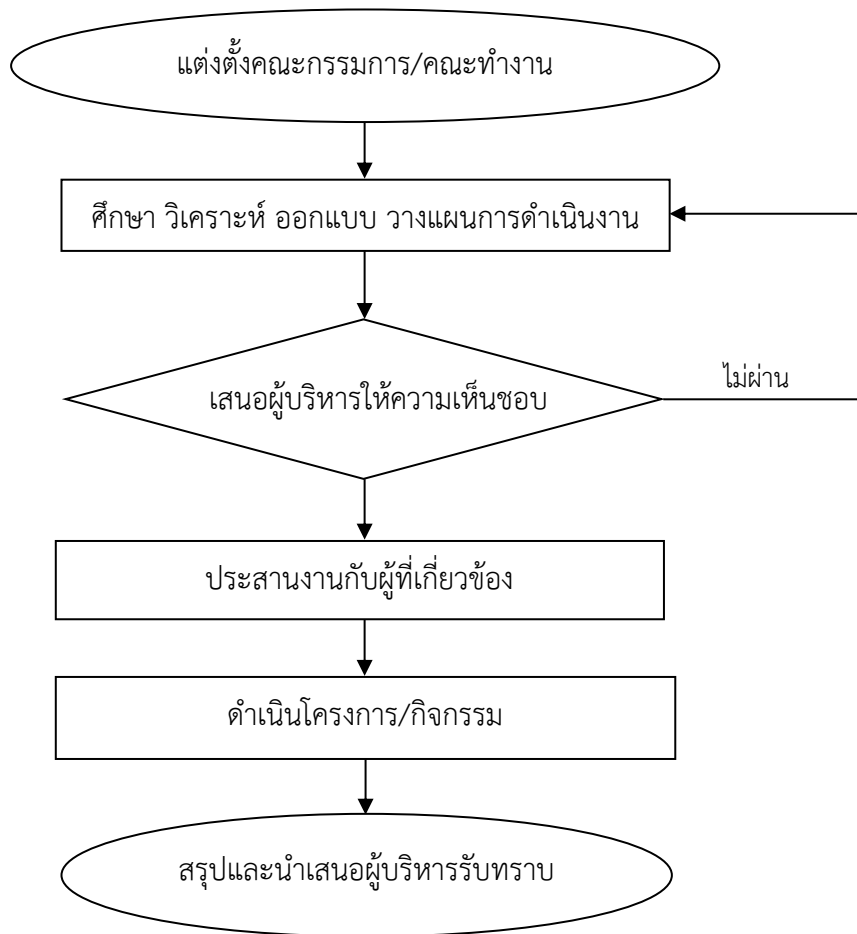 แต่งตั้งคณะกรรมการ/คณะทำงาน
ศึกษา วิเคราะห์ ออกแบบ วางแผนการดำเนินงาน
เสนอผู้บริหารให้ความเห็นชอบ
ไม่ผ่าน
ประสานงานกับผู้ที่เกี่ยวข้อง
ดำเนินโครงการ/กิจกรรม
สรุปและนำเสนอผู้บริหารรับทราบ